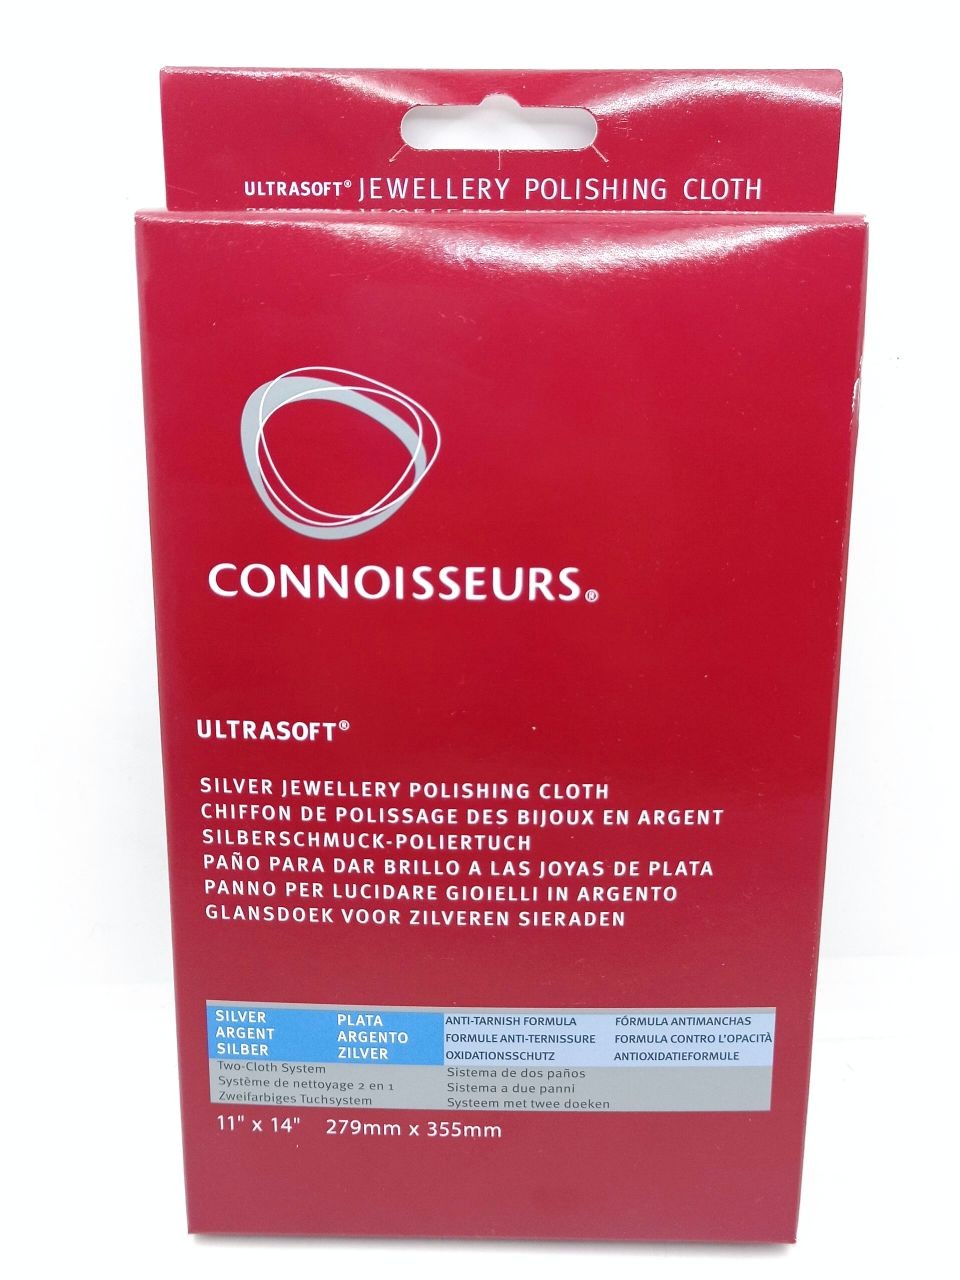 ULTRASOFT® JEWELLERY POLISHING CLOTH
CONNOISSEURS®
ULTRASOFT®
SILVER JEWELLERY POLISHING CLOTH
CHIFFON DE POLISSAGE DES BIJOUX EN ARGENT
SILBERSCHMUCK-POLIERTUCH
PAÑO PARA DAR BRILLO A LAS JOYAS DE PLATA
PANNO PER LUCIDARE GIOIELLI IN ARGENTO
GLANSDOEK VOOR ZILVEREN SIERADEN
SILVER PLATA ANTI-TARNISH FORMULA FÓRMULA ANTIMANCHAS
ARGENT ARGENTO FORMULE ANTI-TERNISSURE FORMULA CONTRO L'OPACITÀ
SILBER ZILVER OXIDATIONSSCHUTZ ANTIOXIDATIEFORMULE
Two-Cloth System Sistema de dos paños
Système de nettoyage 2 en 1 Sistema a due panni
Zweifarbiges Tuchsystem Systeem met twee doeken
11" x 14" 279mm x 355mm